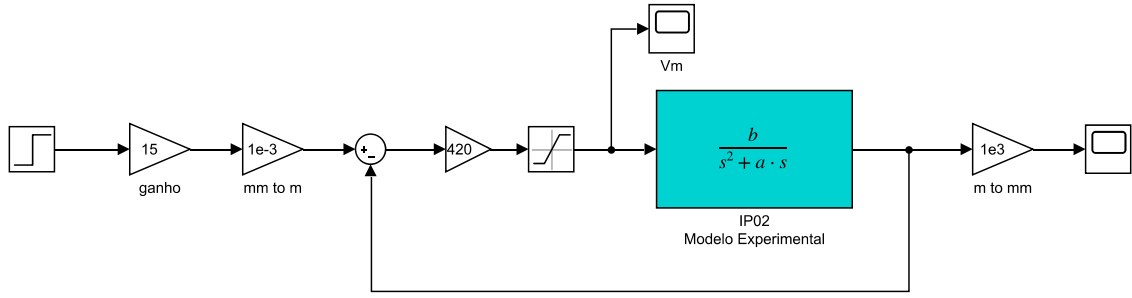 Vm
15
ganho
1e-3
mm to m
+
−
420
b
s² + a · s
IP02
Modelo Experimental
1e3
m to mm